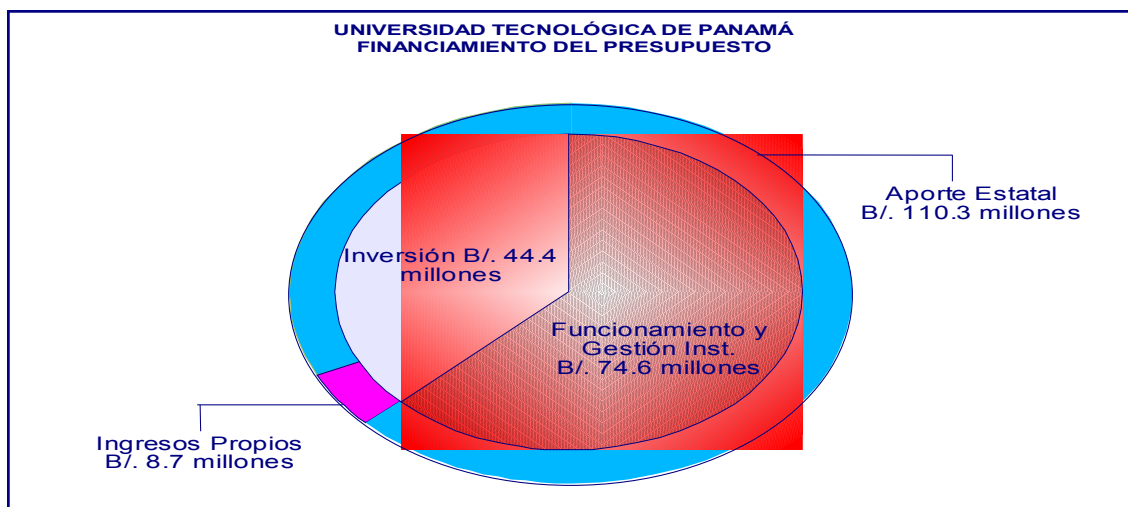 UNIVERSIDAD TECNOLÓGICA DE PANAMÁ
FINANCIAMIENTO DEL PRESUPUESTO
Aporte Estatal
B/. 110.3 millones
Inversión B/. 44.4
millones
Funcionamiento y
Gestión Inst.
B/. 74.6 millones
Ingresos Propios
B/. 8.7 millones